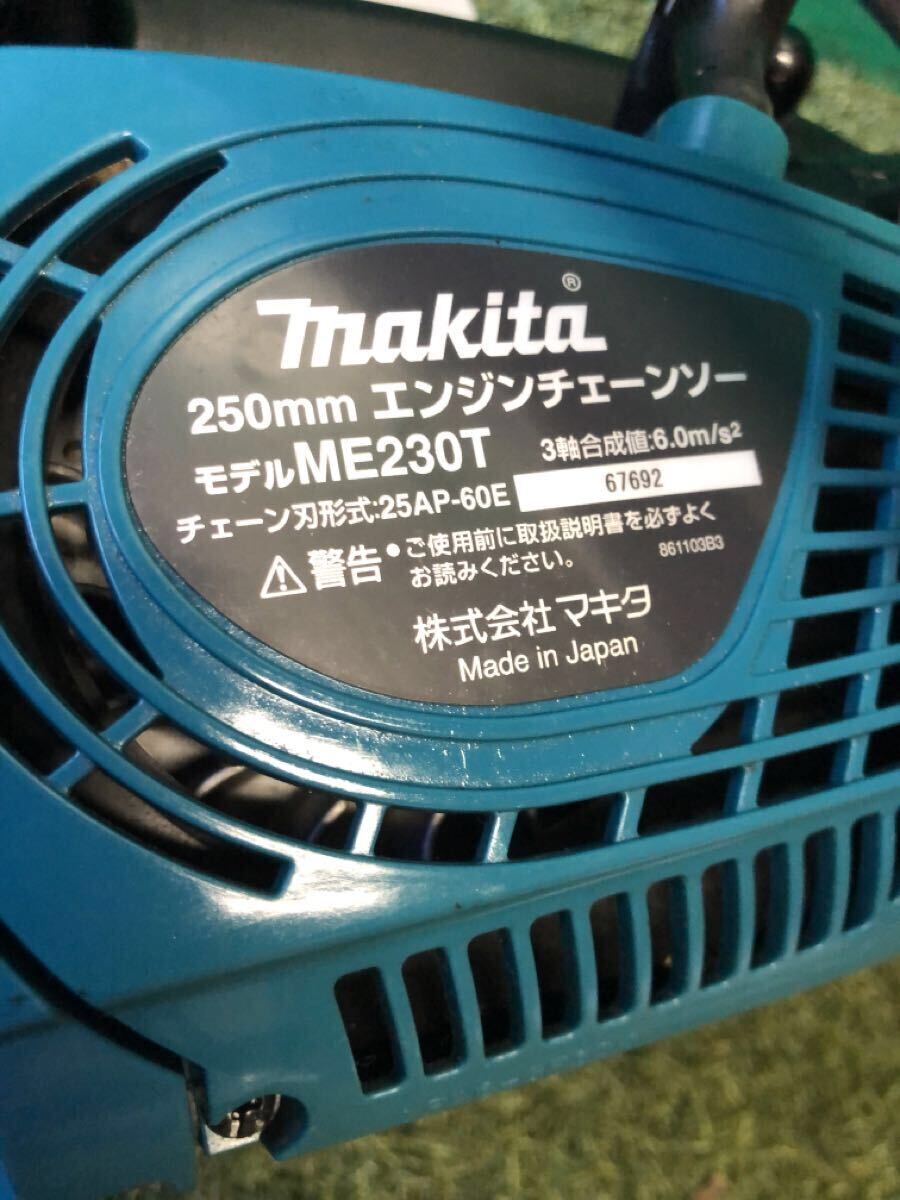 makita®
250mm エンジンチェーンソー
モデルME230T 3軸合成値:6.0m/s²
チェーン刃形式:25AP-60E 67692
⚠警告 •ご使用前に取扱説明書を必ずよく
お読みください。 861103B3
株式会社マキタ
Made in Japan